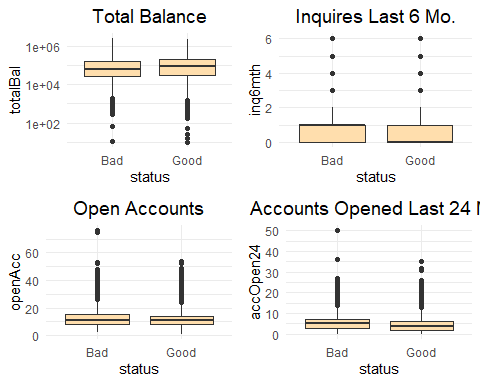 Total Balance
totalBal
1e+06
1e+04
1e+02
Bad Good
status
Inquires Last 6 Mo.
inq6mth
6
4
2
0
Bad Good
status
Open Accounts
openAcc
60
40
20
0
Bad Good
status
Accounts Opened Last 24 M
accOpen24
50
40
30
20
10
0
Bad Good
status